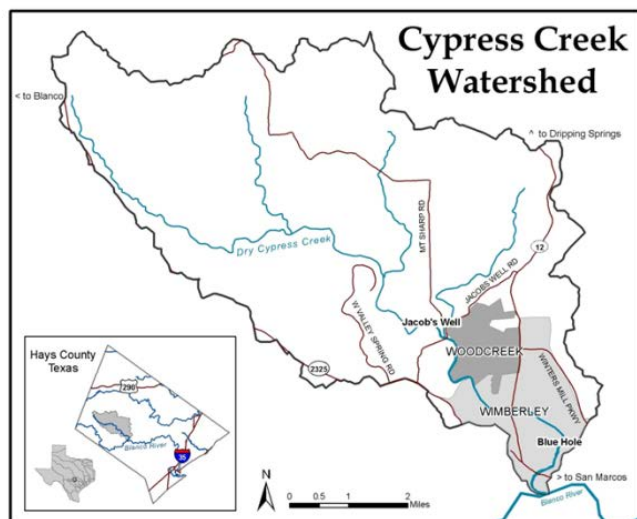 Cypress Creek
Watershed
< to Blanco
^ to Dripping Springs
12
Dry Cypress Creek
MT SHARP RD
JACOBS WELL RD
W VALLEY SPRING RD
Jacob's Well
WOODCREEK
2325
WINTERS MILL PKWY
WIMBERLEY
Blue Hole
> to San Marcos
Blanco River
Hays County
Texas
290
Blanco River
35
N
0 0.5 1 2
Miles